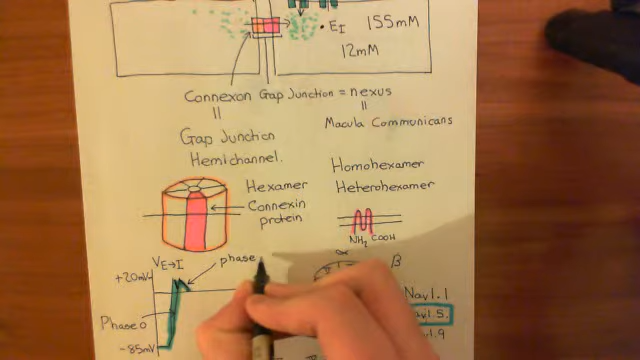 E_I 155mM
12mM
Connexon Gap Junction = nexus
=
=
Gap Junction
Hemichannel.
Macula Communicans
Hexamer
Connexin
protein
Homohexamer
Heterohexamer
NH₂ COOH
V E→I
+20mV
phase
Phase 0
-85mV
α
β
Nav1.1
Nav1.5.